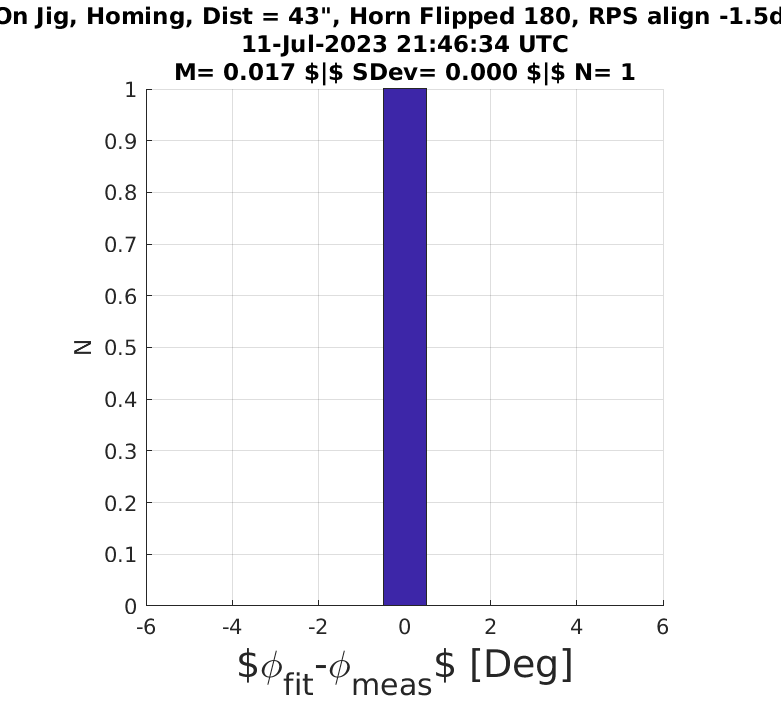 On Jig, Homing, Dist = 43", Horn Flipped 180, RPS align -1.5d
11-Jul-2023 21:46:34 UTC
M= 0.017 $|$ SDev= 0.000 $|$ N= 1
1
0.9
0.8
0.7
0.6
0.5
0.4
0.3
0.2
0.1
0
N
-6 -4 -2 0 2 4 6
$ϕfit-ϕmeas$ [Deg]